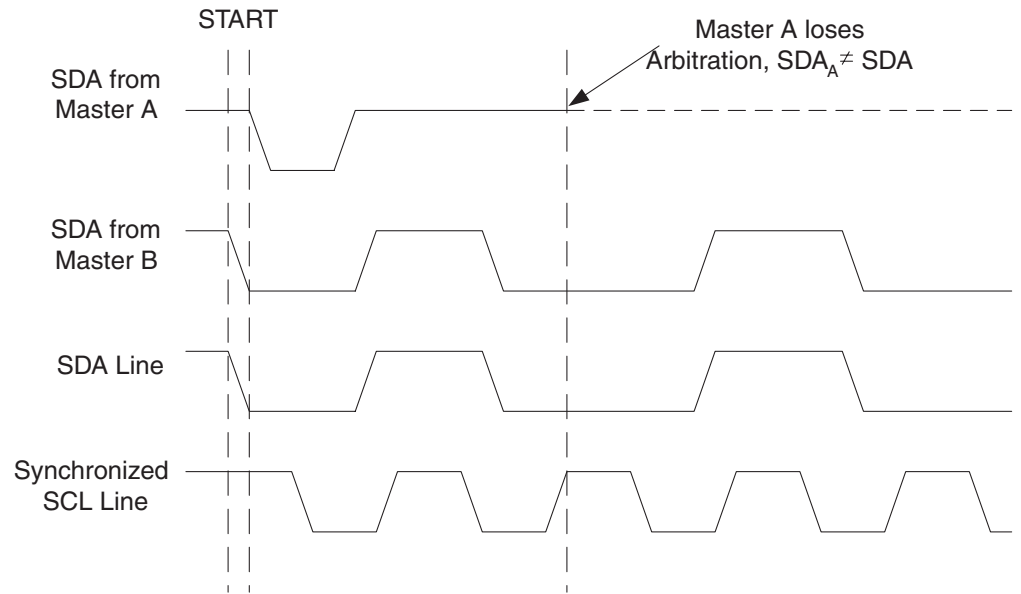 START
Master A loses
Arbitration, SDA_A ≠ SDA
SDA from
Master A
SDA from
Master B
SDA Line
Synchronized
SCL Line